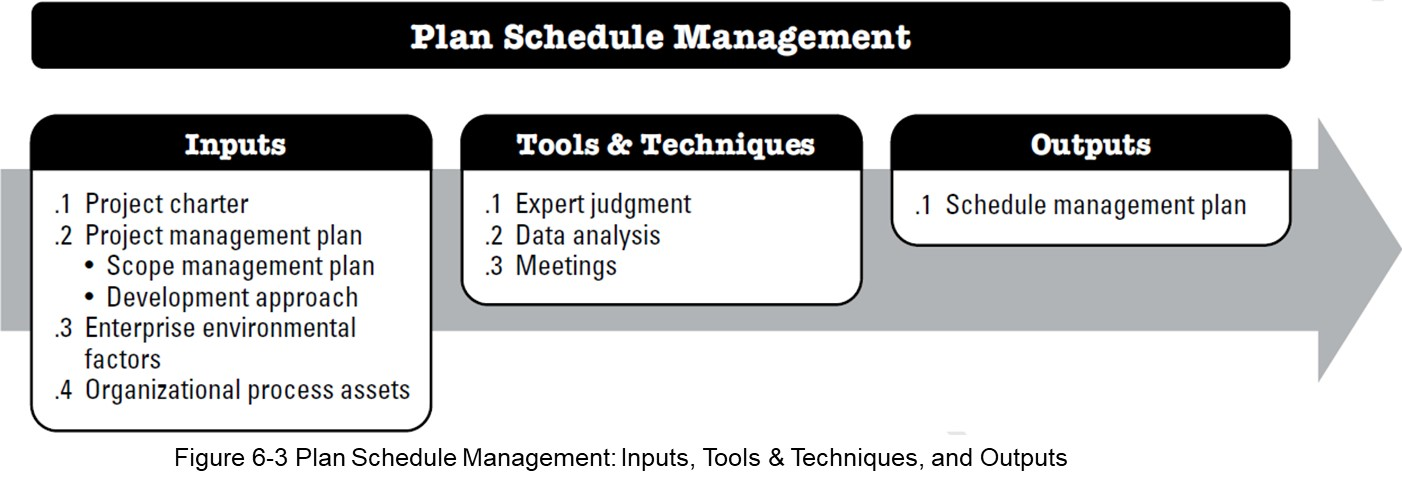 Plan Schedule Management
Inputs
.1 Project charter
.2 Project management plan
• Scope management plan
• Development approach
.3 Enterprise environmental
factors
.4 Organizational process assets
Tools & Techniques
.1 Expert judgment
.2 Data analysis
.3 Meetings
Outputs
.1 Schedule management plan
Figure 6-3 Plan Schedule Management: Inputs, Tools & Techniques, and Outputs